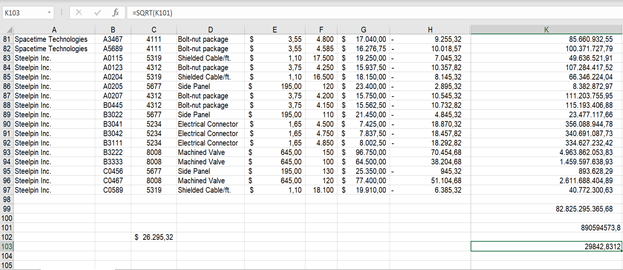 K103 =SQRT(K101)
A B C D E F G H K
81 Spacetime Technologies A3467 4111 Bolt-nut package $ 3,55 4.800 $ 17.040,00 - 9.255,32 85.660.932,55
82 Spacetime Technologies A5689 4111 Bolt-nut package $ 3,55 4.585 $ 16.276,75 - 10.018,57 100.371.727,79
83 Steelpin Inc. A0115 5319 Shielded Cable/ft. $ 1,10 17.500 $ 19.250,00 - 7.045,32 49.636.521,91
84 Steelpin Inc. A0123 4312 Bolt-nut package $ 3,75 4.250 $ 15.937,50 - 10.357,82 107.284.417,52
85 Steelpin Inc. A0204 5319 Shielded Cable/ft. $ 1,10 16.500 $ 18.150,00 - 8.145,32 66.346.224,04
86 Steelpin Inc. A0205 5677 Side Panel $ 195,00 120 $ 23.400,00 - 2.895,32 8.382.872,97
87 Steelpin Inc. A0207 4312 Bolt-nut package $ 3,75 4.200 $ 15.750,00 - 10.545,32 111.203.755,95
88 Steelpin Inc. B0445 4312 Bolt-nut package $ 3,75 4.150 $ 15.562,50 - 10.732,82 115.193.406,88
89 Steelpin Inc. B3022 5677 Side Panel $ 195,00 110 $ 21.450,00 - 4.845,32 23.477.117,66
90 Steelpin Inc. B3041 5234 Electrical Connector $ 1,65 4.500 $ 7.425,00 - 18.870,32 356.088.944,78
91 Steelpin Inc. B3042 5234 Electrical Connector $ 1,65 4.750 $ 7.837,50 - 18.457,82 340.691.087,73
92 Steelpin Inc. B3111 5234 Electrical Connector $ 1,65 4.850 $ 8.002,50 - 18.292,82 334.627.232,42
93 Steelpin Inc. B3222 8008 Machined Valve $ 645,00 150 $ 96.750,00 70.454,68 4.963.862.053,83
94 Steelpin Inc. B3333 8008 Machined Valve $ 645,00 100 $ 64.500,00 38.204,68 1.459.597.638,93
95 Steelpin Inc. C0456 5677 Side Panel $ 195,00 130 $ 25.350,00 - 945,32 893.628,29
96 Steelpin Inc. C0467 8008 Machined Valve $ 645,00 120 $ 77.400,00 51.104,68 2.611.688.404,89
97 Steelpin Inc. C0589 5319 Shielded Cable/ft. $ 1,10 18.100 $ 19.910,00 - 6.385,32 40.772.300,63
98
99 82.825.295.365,68
100
101 890594573,8
102 $ 26.295,32
103 29842,8312
104
105